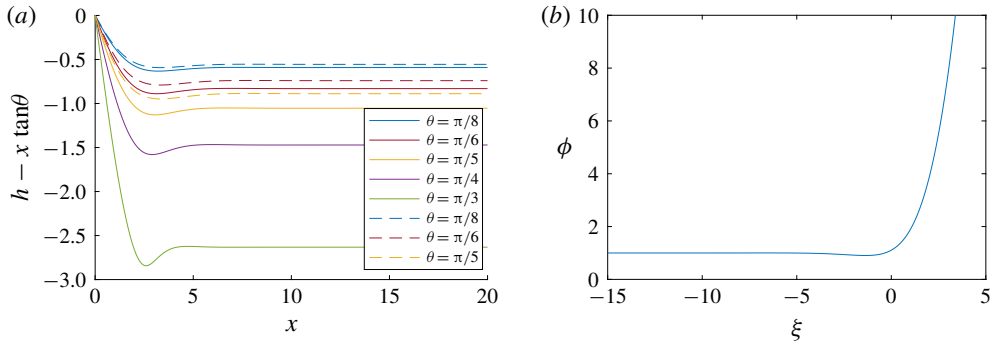 (a)
0
−0.5
−1.0
−1.5
−2.0
−2.5
−3.0
h − x tanθ
0 5 10 15 20
x
θ = π/8
θ = π/6
θ = π/5
θ = π/4
θ = π/3
θ = π/8
θ = π/6
θ = π/5
(b)
10
8
6
4
2
0
ϕ
−15 −10 −5 0 5
ξ